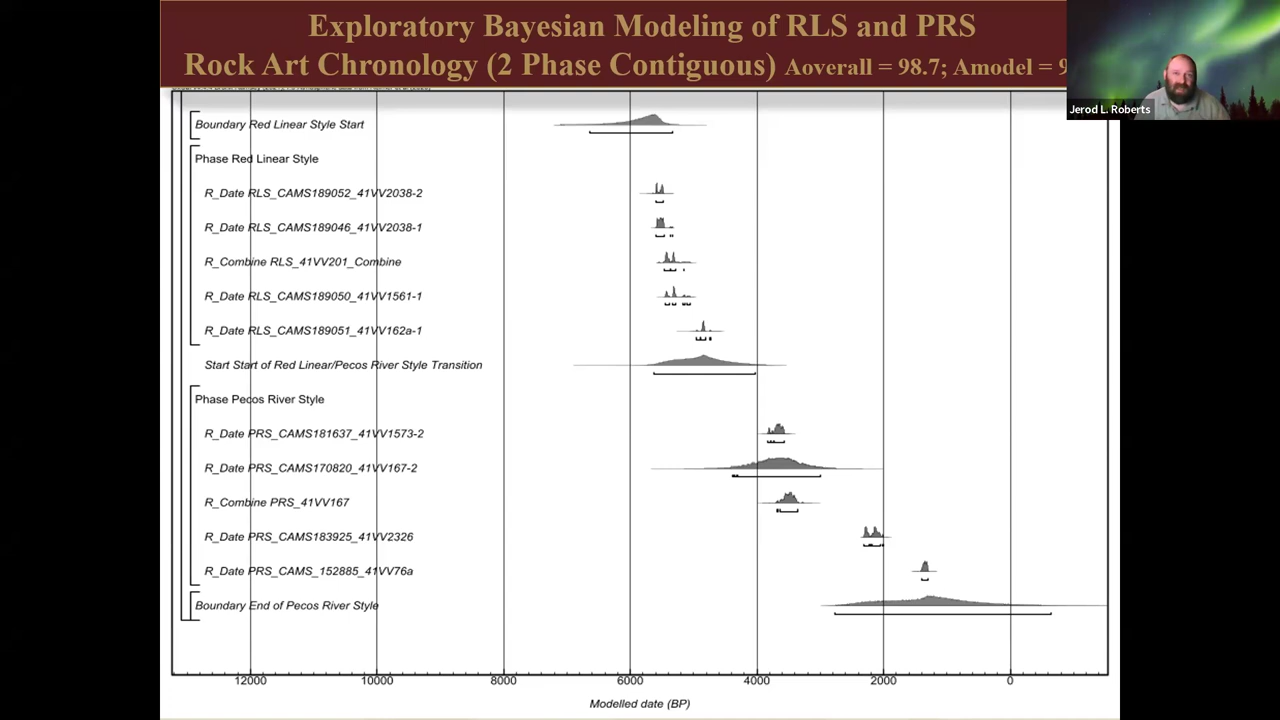 Exploratory Bayesian Modeling of RLS and PRS
Rock Art Chronology (2 Phase Contiguous) Aoverall = 98.7; Amodel = 9
Jerod L. Roberts
Boundary Red Linear Style Start
Phase Red Linear Style
R_Date RLS_CAMS189052_41VV2038-2
R_Date RLS_CAMS189046_41VV2038-1
R_Combine RLS_41VV201_Combine
R_Date RLS_CAMS189050_41VV1561-1
R_Date RLS_CAMS189051_41VV162a-1
Start Start of Red Linear/Pecos River Style Transition
Phase Pecos River Style
R_Date PRS_CAMS181637_41VV1573-2
R_Date PRS_CAMS170820_41VV167-2
R_Combine PRS_41VV167
R_Date PRS_CAMS183925_41VV2326
R_Date PRS_CAMS_152885_41VV76a
Boundary End of Pecos River Style
12000 10000 8000 6000 4000 2000 0
Modelled date (BP)